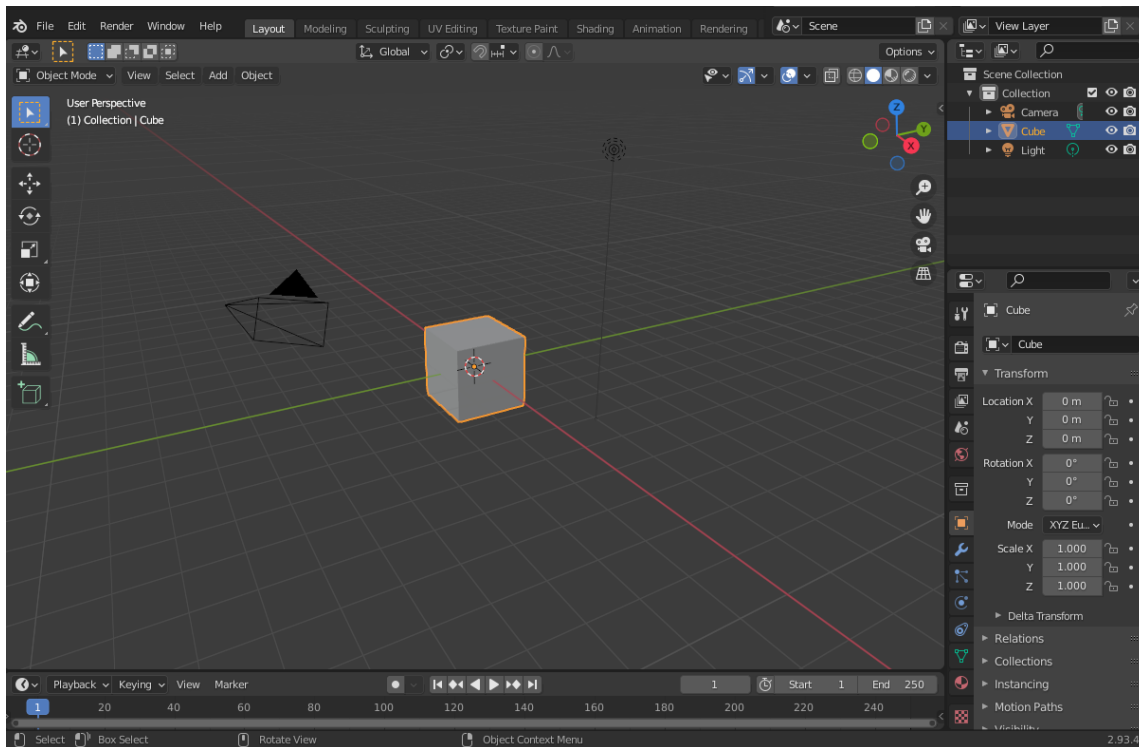 File Edit Render Window Help Layout Modeling Sculpting UV Editing Texture Paint Shading Animation Rendering Scene View Layer
Global Options
Object Mode View Select Add Object
User Perspective
(1) Collection | Cube
Z
Y
X
Scene Collection
Collection
Camera
Cube
Light
Cube
Cube
Transform
Location X 0 m
Y 0 m
Z 0 m
Rotation X 0°
Y 0°
Z 0°
Mode XYZ Eu...
Scale X 1.000
Y 1.000
Z 1.000
Delta Transform
Relations
Collections
Instancing
Motion Paths
Visibility
Playback Keying View Marker 1 Start 1 End 250
1 20 40 60 80 100 120 140 160 180 200 220 240
Select Box Select Rotate View Object Context Menu 2.93.4